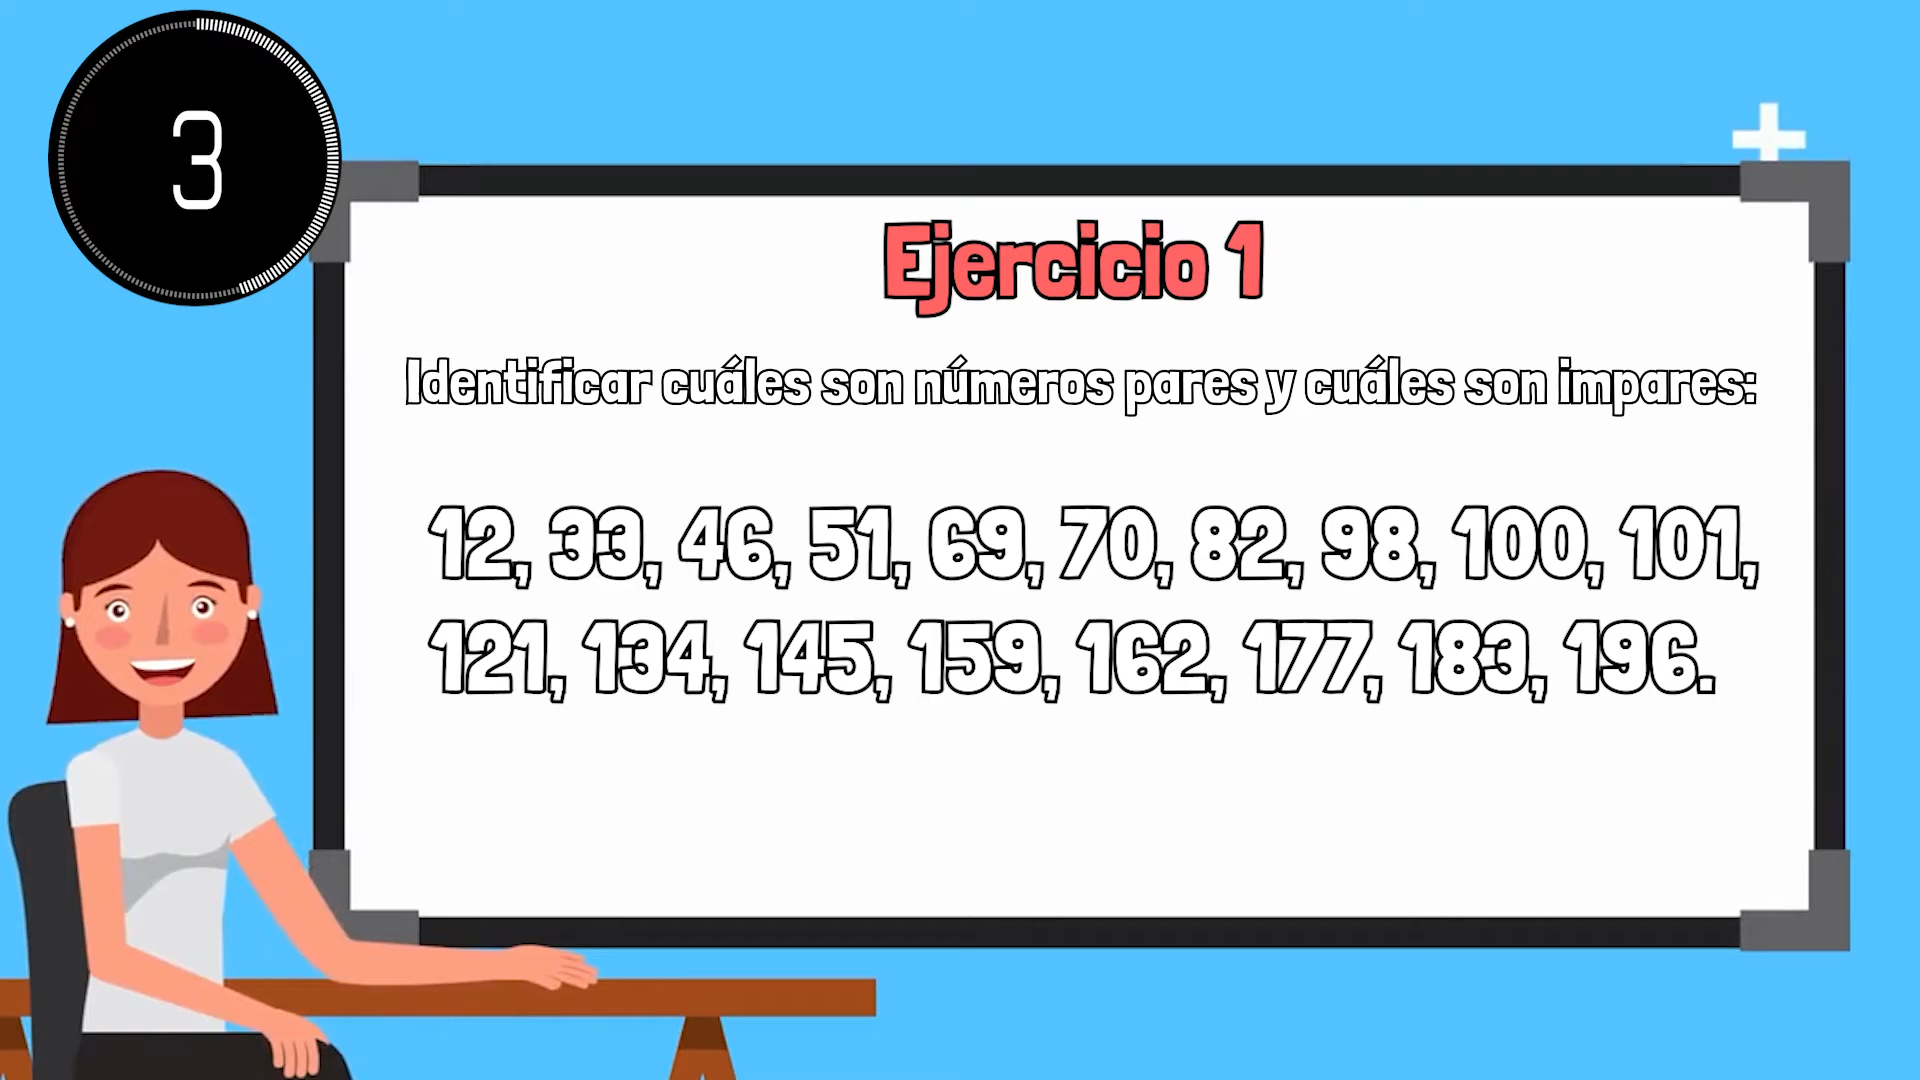 3
Ejercicio 1
Identificar cuáles son números pares y cuáles son impares:
12, 33, 46, 51, 69, 70, 82, 98, 100, 101,
121, 134, 145, 159, 162, 177, 183, 196.